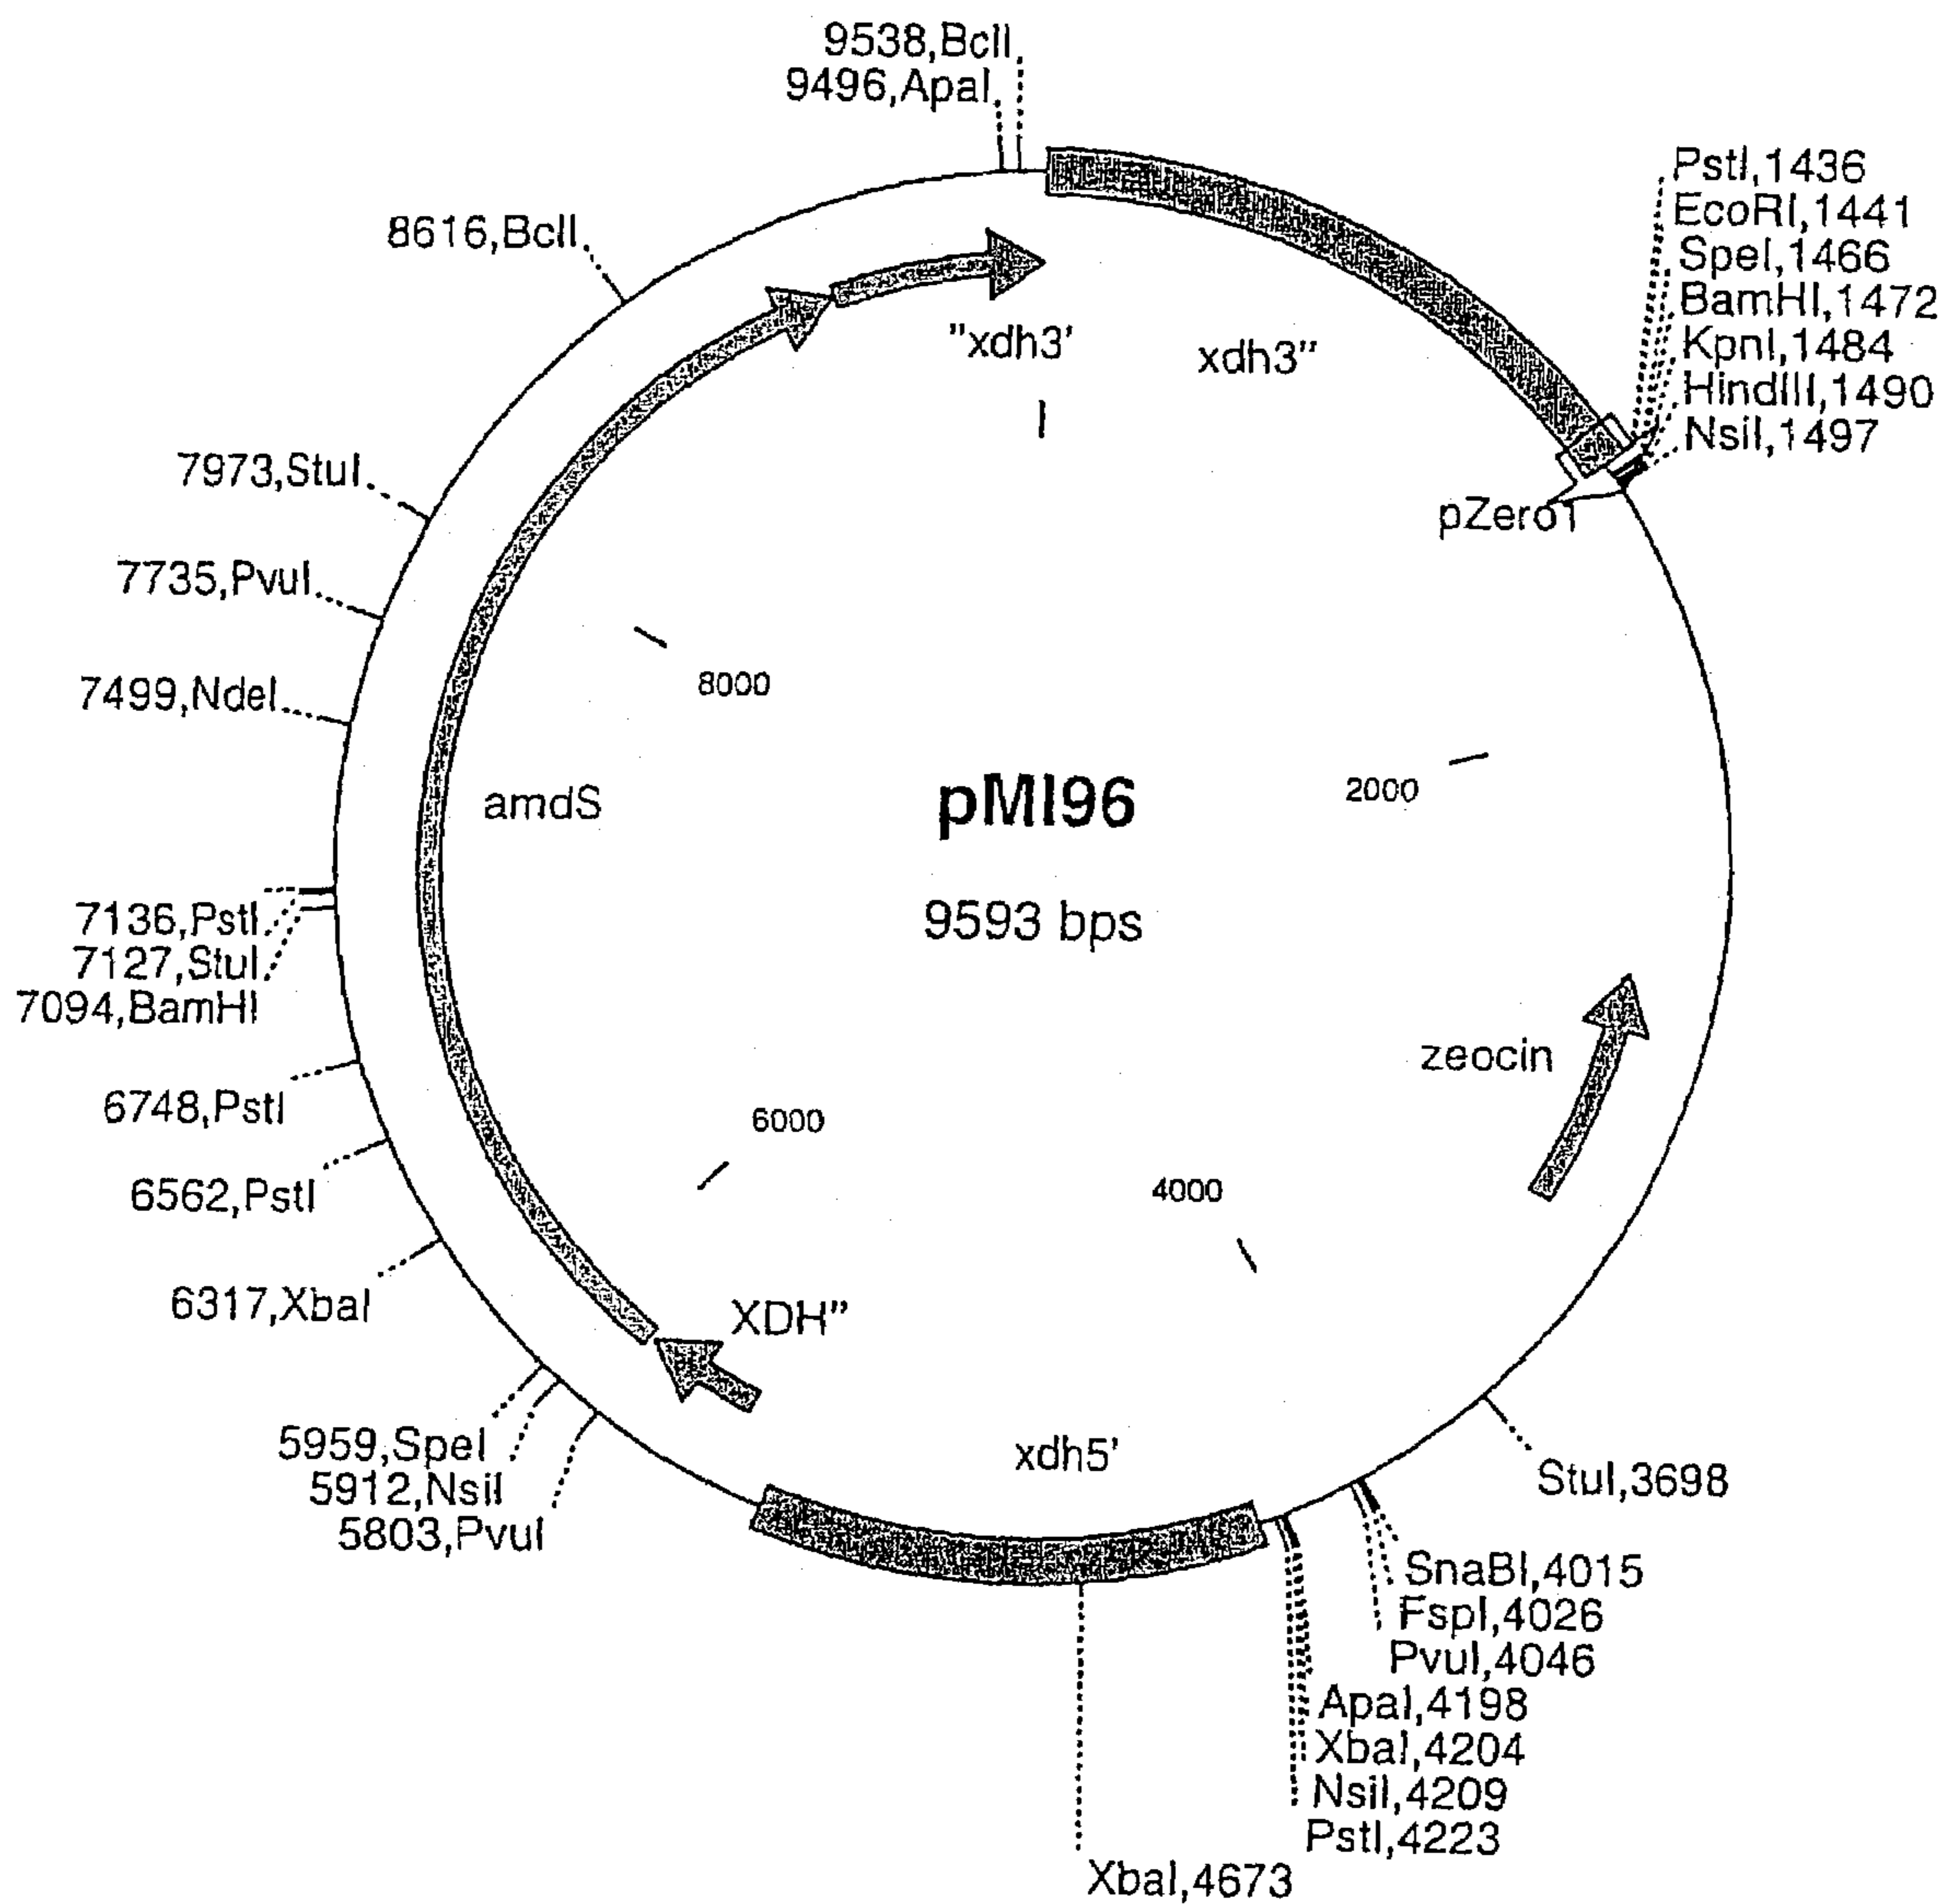 9538,BclI
9496,ApaI
8616,BclI
7973,StuI
7735,PvuI
7499,NdeI
7136,PstI
7127,StuI
7094,BamHI
6748,PstI
6562,PstI
6317,XbaI
5959,SpeI
5912,NsiI
5803,PvuI
PstI,1436
EcoRI,1441
SpeI,1466
BamHI,1472
KpnI,1484
HindIII,1490
NsiI,1497
"xdh3'
xdh3"
pZero1
8000
2000
amdS
pMI96
9593 bps
zeocin
6000
4000
XDH"
xdh5'
StuI,3698
SnaBI,4015
FspI,4026
PvuI,4046
ApaI,4198
XbaI,4204
NsiI,4209
PstI,4223
XbaI,4673